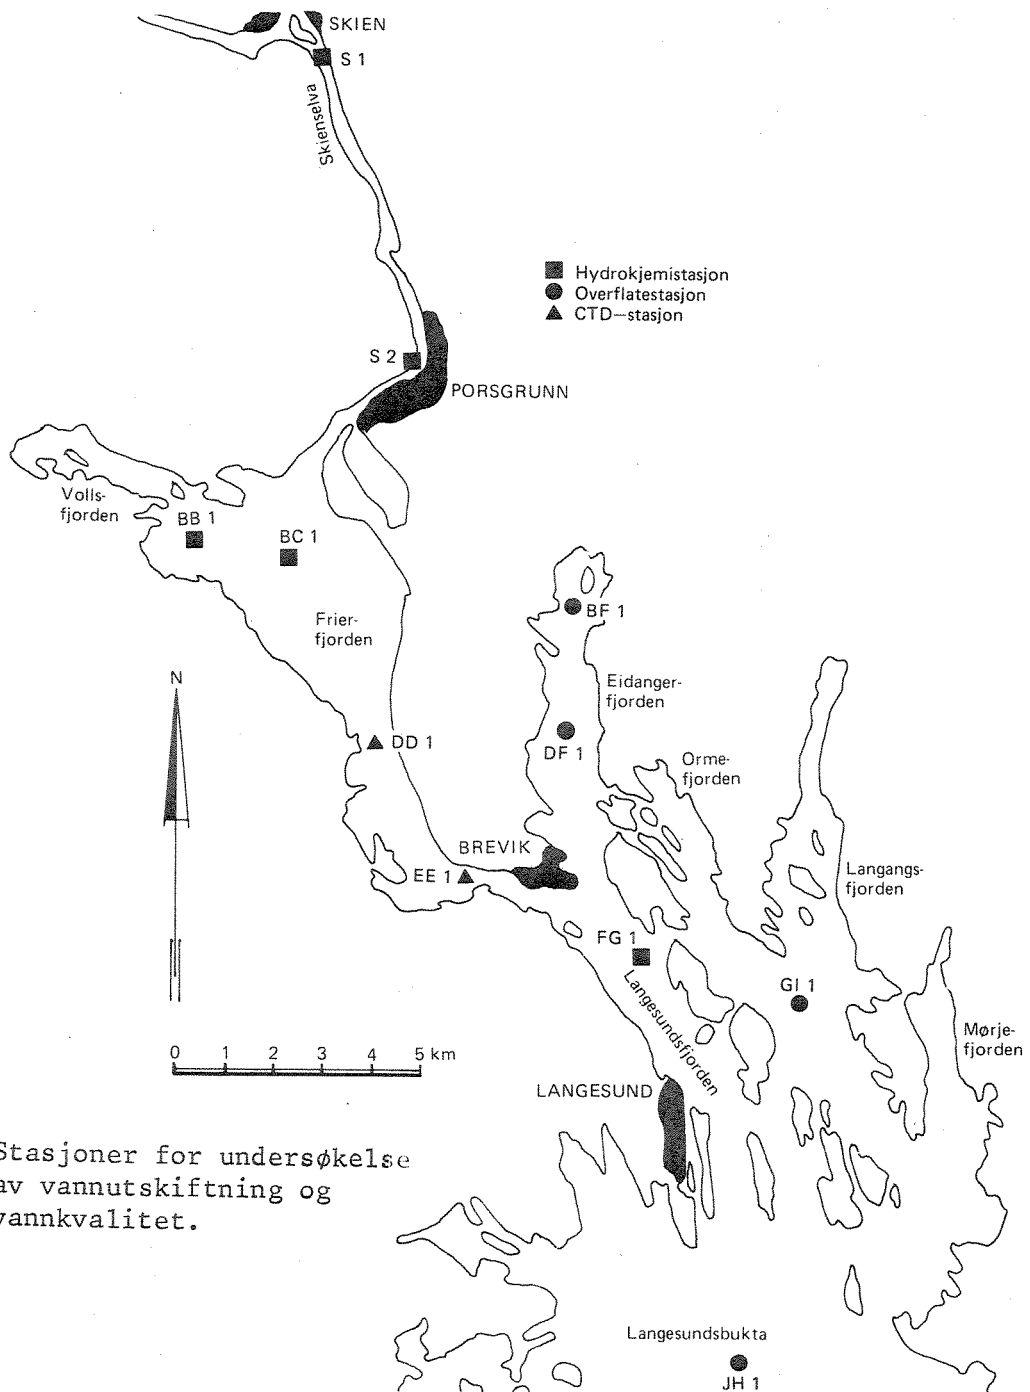 SKIEN
S 1
Skienselva
Hydrokjemistasjon
Overflatestasjon
CTD-stasjon
S 2
PORSGRUNN
Volls-
fjorden
BB 1
BC 1
Frier-
fjorden
BF 1
Eidanger-
fjorden
N
DD 1
DF 1
Orme-
fjorden
BREVIK
EE 1
Langangs-
fjorden
FG 1
GI 1
Langesundsfjorden
Mørje-
fjorden
0 1 2 3 4 5 km
LANGESUND
Stasjoner for undersøkelse
av vannutskiftning og
vannkvalitet.
Langesundsbukta
JH 1